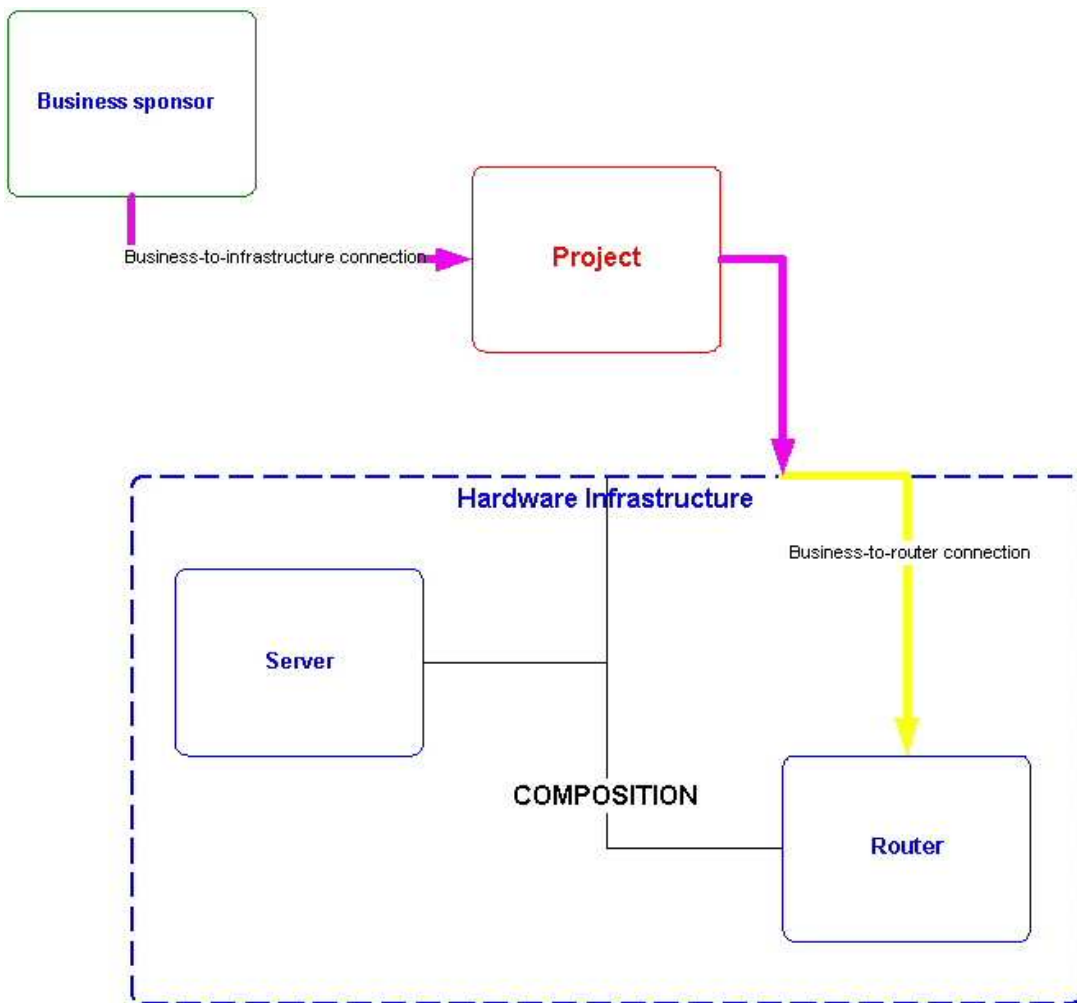 Business sponsor
Business-to-infrastructure connection
Project
Hardware Infrastructure
Business-to-router connection
Server
COMPOSITION
Router